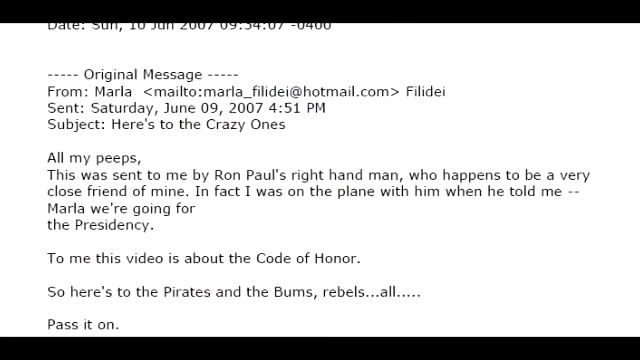 Date: Sun, 10 Jun 2007 09:34:07 -0400
----- Original Message -----
From: Marla  <mailto:marla_filidei@hotmail.com> Filidei
Sent: Saturday, June 09, 2007 4:51 PM
Subject: Here's to the Crazy Ones
All my peeps,
This was sent to me by Ron Paul's right hand man, who happens to be a very
close friend of mine. In fact I was on the plane with him when he told me --
Marla we're going for
the Presidency.
To me this video is about the Code of Honor.
So here's to the Pirates and the Bums, rebels...all.....
Pass it on.